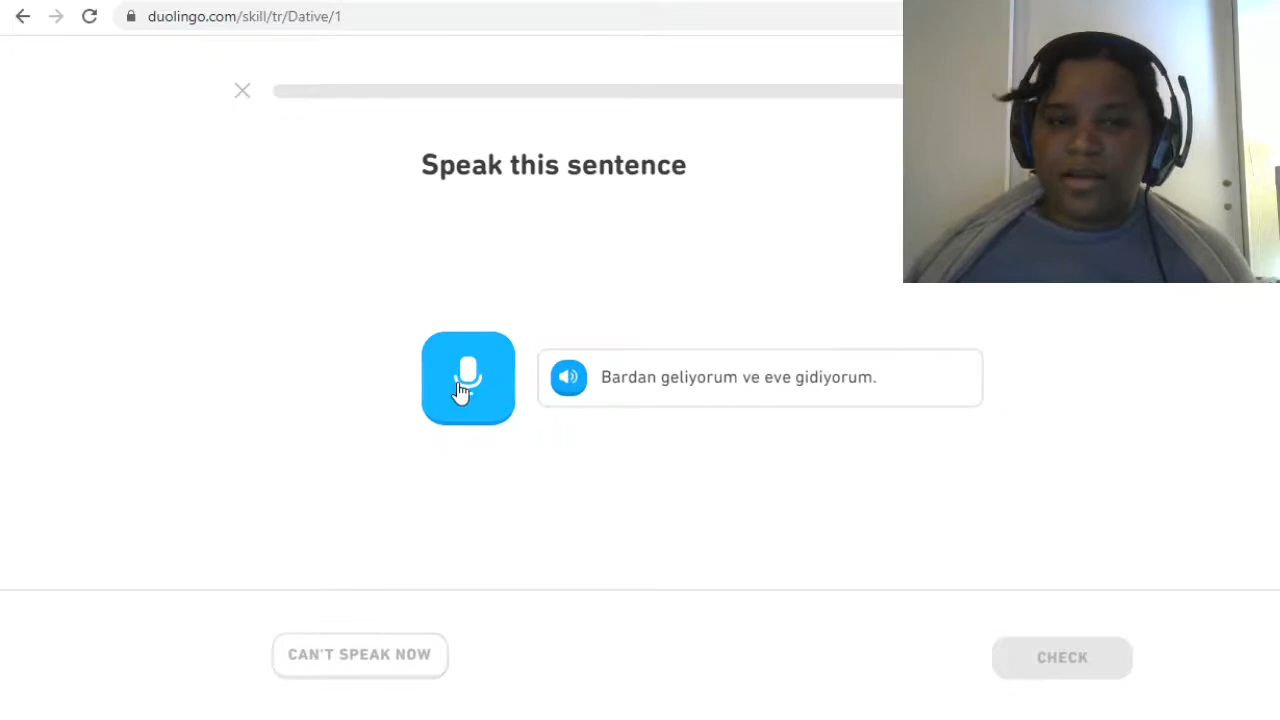 duolingo.com/skill/tr/Dative/1
Speak this sentence
Bardan geliyorum ve eve gidiyorum.
CAN'T SPEAK NOW
CHECK